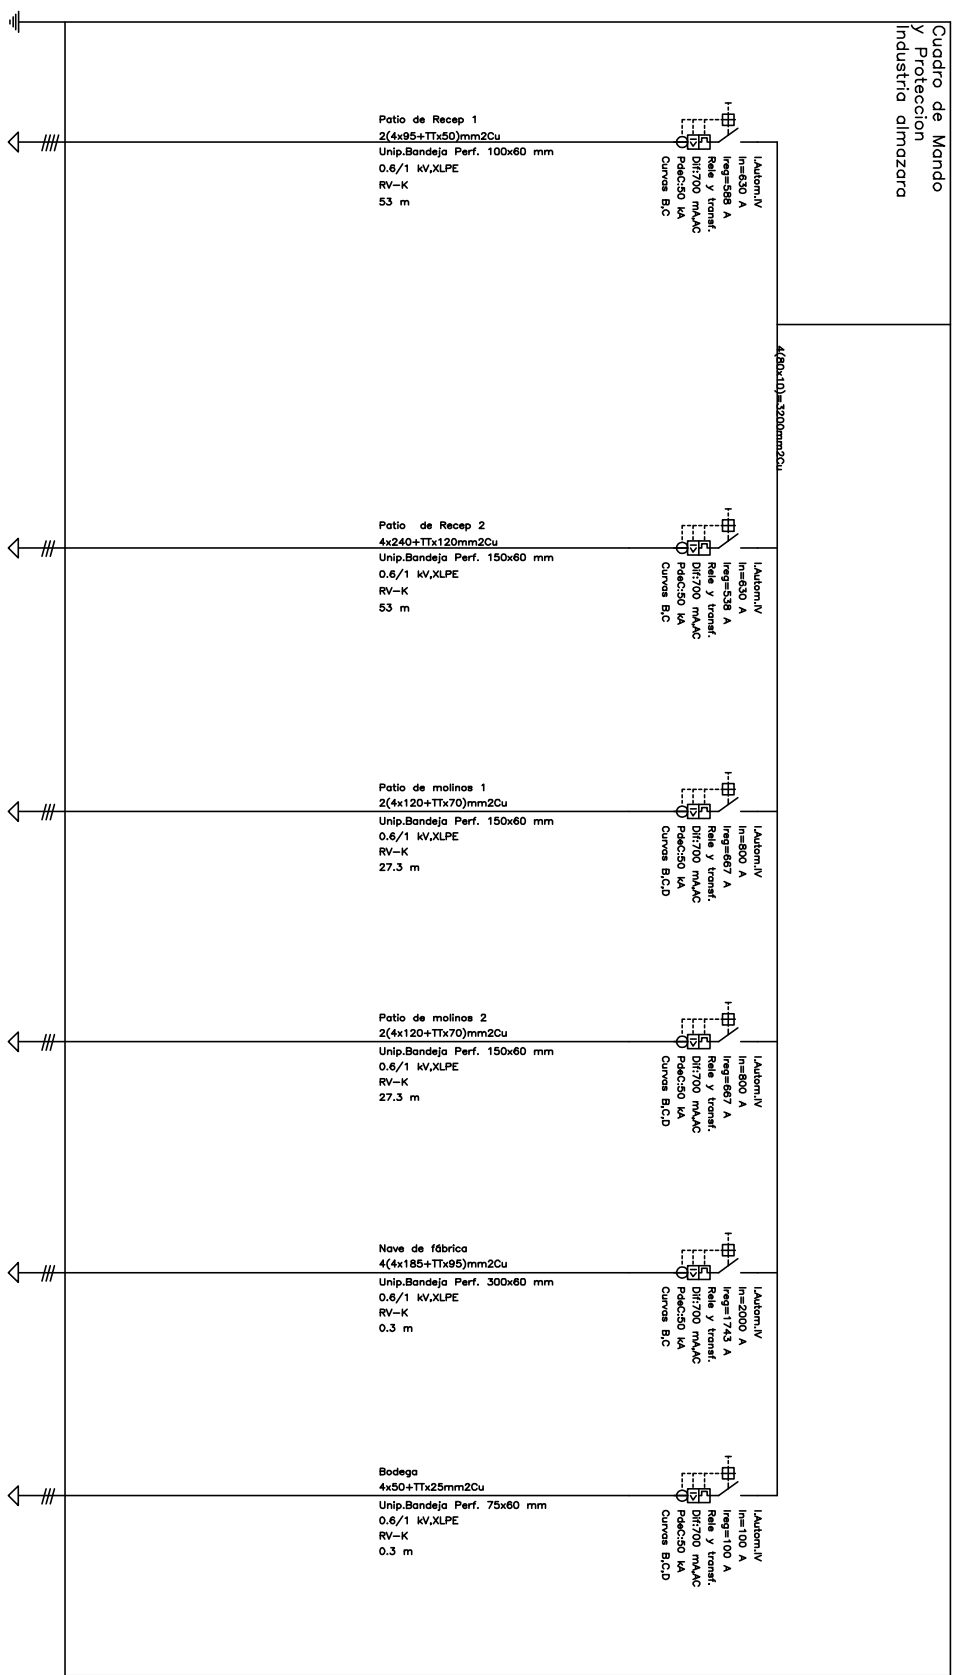 Cuadro de Mando
y Proteccion
Industria almazara
4(80x10)=3200mm2Cu
I.Autom.IV
In=630 A
Ireg=588 A
Rele y transf.
Dif:700 mA,AC
PdeC:50 kA
Curvas B,C
Patio de Recep 1
2(4x95+TTx50)mm2Cu
Unip.Bandeja Perf. 100x60 mm
0.6/1 kV,XLPE
RV-K
53 m
I.Autom.IV
In=630 A
Ireg=538 A
Rele y transf.
Dif:700 mA,AC
PdeC:50 kA
Curvas B,C
Patio de Recep 2
4x240+TTx120mm2Cu
Unip.Bandeja Perf. 150x60 mm
0.6/1 kV,XLPE
RV-K
53 m
I.Autom.IV
In=800 A
Ireg=667 A
Rele y transf.
Dif:700 mA,AC
PdeC:50 kA
Curvas B,C,D
Patio de molinos 1
2(4x120+TTx70)mm2Cu
Unip.Bandeja Perf. 150x60 mm
0.6/1 kV,XLPE
RV-K
27.3 m
I.Autom.IV
In=800 A
Ireg=667 A
Rele y transf.
Dif:700 mA,AC
PdeC:50 kA
Curvas B,C,D
Patio de molinos 2
2(4x120+TTx70)mm2Cu
Unip.Bandeja Perf. 150x60 mm
0.6/1 kV,XLPE
RV-K
27.3 m
I.Autom.IV
In=2000 A
Ireg=1743 A
Rele y transf.
Dif:700 mA,AC
PdeC:50 kA
Curvas B,C
Nave de fábrica
4(4x185+TTx95)mm2Cu
Unip.Bandeja Perf. 300x60 mm
0.6/1 kV,XLPE
RV-K
0.3 m
I.Autom.IV
In=100 A
Ireg=100 A
Rele y transf.
Dif:700 mA,AC
PdeC:50 kA
Curvas B,C,D
Bodega
4x50+TTx25mm2Cu
Unip.Bandeja Perf. 75x60 mm
0.6/1 kV,XLPE
RV-K
0.3 m